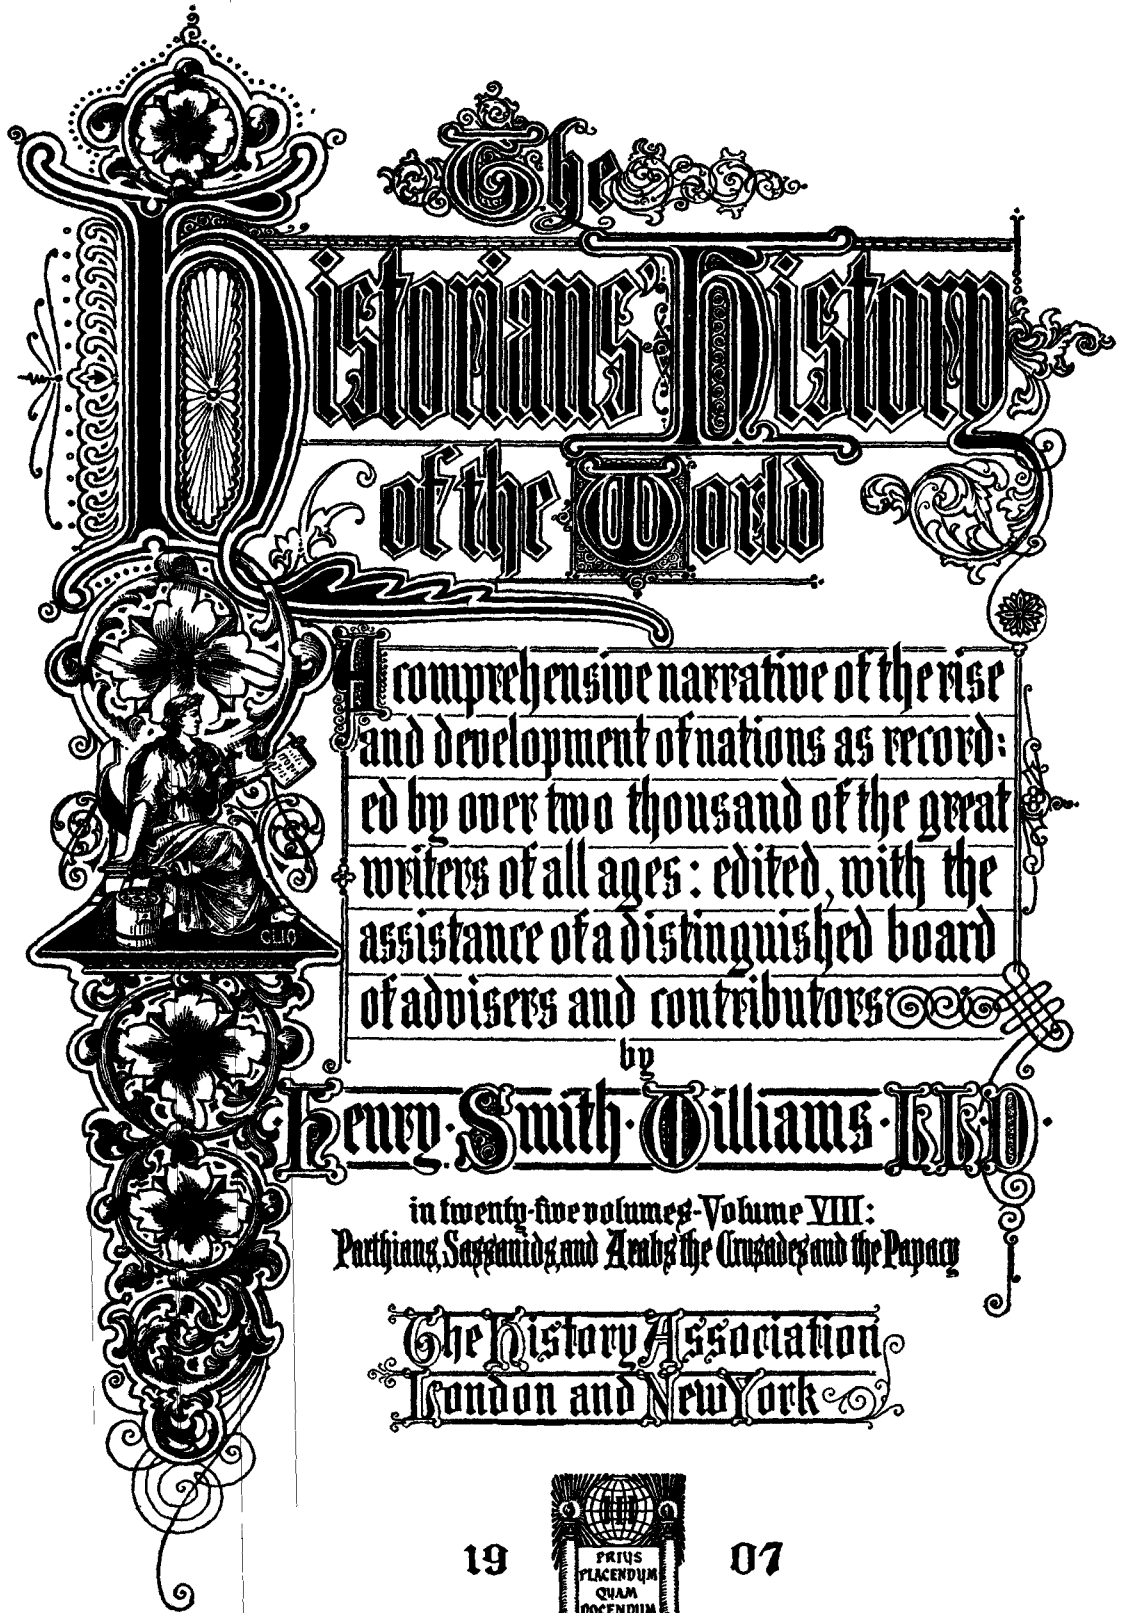 The
Historians' History
of the World
A comprehensive narrative of the rise
and development of nations as record:
ed by over two thousand of the great
writers of all ages: edited, with the
assistance of a distinguished board
of advisers and contributors
by
Henry·Smith·Williams·LL.D·
in twenty-five volumes-Volume VIII:
Parthians, Sassanids, and Arabs the Crusades and the Papacy
The History Association
London and New York
CLIO
19 07
PRIUS
PLACENDUM
QUAM
DOCENDUM